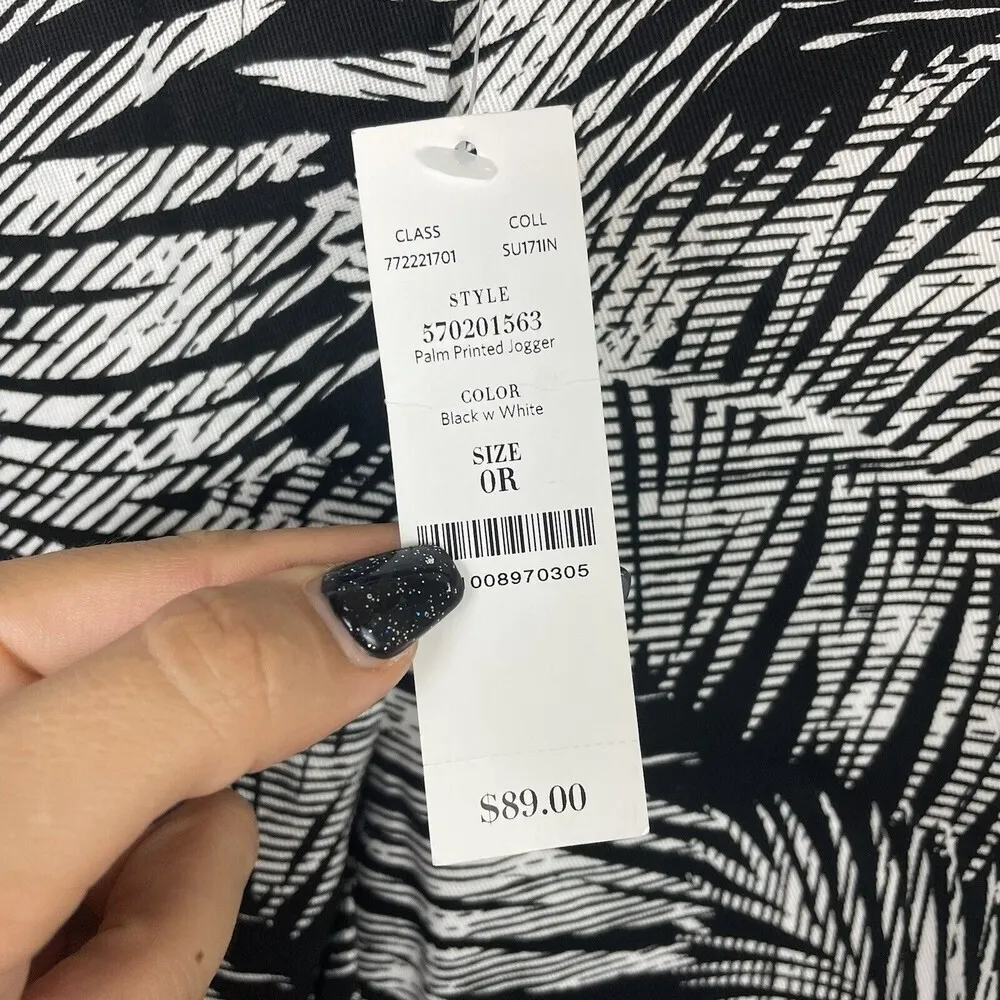 CLASS COLL
772221701 SU171IN
STYLE
570201563
Palm Printed Jogger
COLOR
Black w White
SIZE
0R
008970305
$89.00